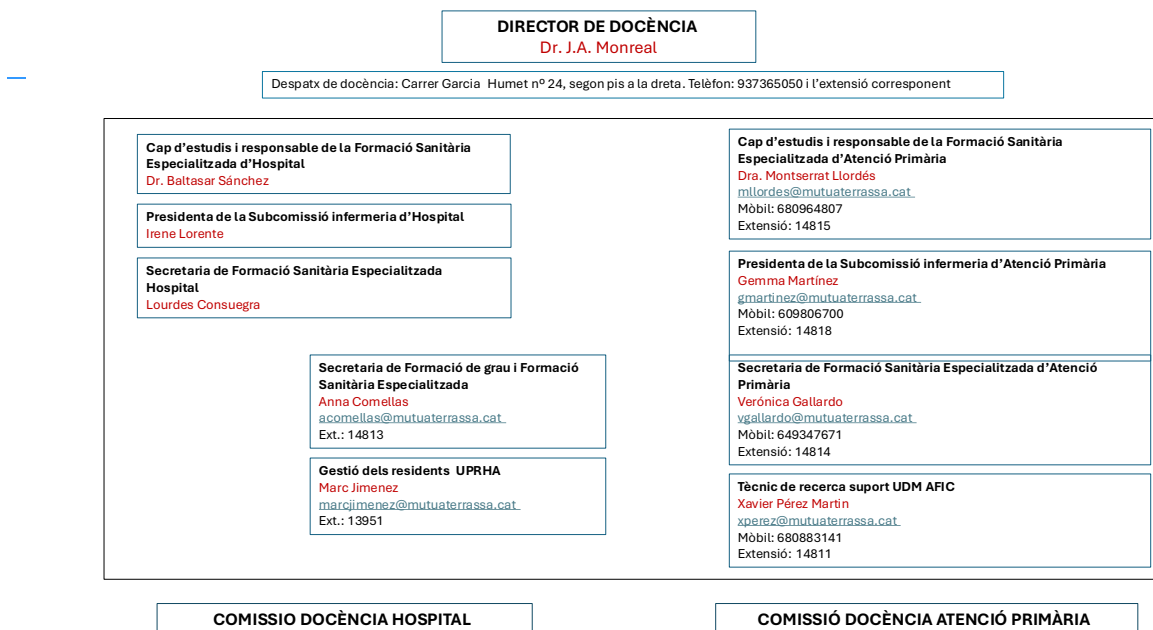 DIRECTOR DE DOCÈNCIA
Dr. J.A. Monreal
Despatx de docència: Carrer Garcia Humet nº 24, segon pis a la dreta. Telèfon: 937365050 i l'extensió corresponent
Cap d'estudis i responsable de la Formació Sanitària
Especialitzada d'Hospital
Dr. Baltasar Sánchez
Presidenta de la Subcomissió infermeria d'Hospital
Irene Lorente
Secretaria de Formació Sanitària Especialitzada
Hospital
Lourdes Consuegra
Secretaria de Formació de grau i Formació
Sanitària Especialitzada
Anna Comellas
acomellas@mutuaterrassa.cat
Ext.: 14813
Gestió dels residents UPRHA
Marc Jimenez
marcjimenez@mutuaterrassa.cat
Ext.: 13951
Cap d'estudis i responsable de la Formació Sanitària
Especialitzada d'Atenció Primària
Dra. Montserrat Llordés
mllordes@mutuaterrassa.cat
Mòbil: 680964807
Extensió: 14815
Presidenta de la Subcomissió infermeria d'Atenció Primària
Gemma Martínez
gmartinez@mutuaterrassa.cat
Mòbil: 609806700
Extensió: 14818
Secretaria de Formació Sanitària Especialitzada d'Atenció
Primària
Verónica Gallardo
vgallardo@mutuaterrassa.cat
Mòbil: 649347671
Extensió: 14814
Tècnic de recerca suport UDM AFIC
Xavier Pérez Martin
xperez@mutuaterrassa.cat
Mòbil: 680883141
Extensió: 14811
COMISSIO DOCÈNCIA HOSPITAL
COMISSIÓ DOCÈNCIA ATENCIÓ PRIMÀRIA